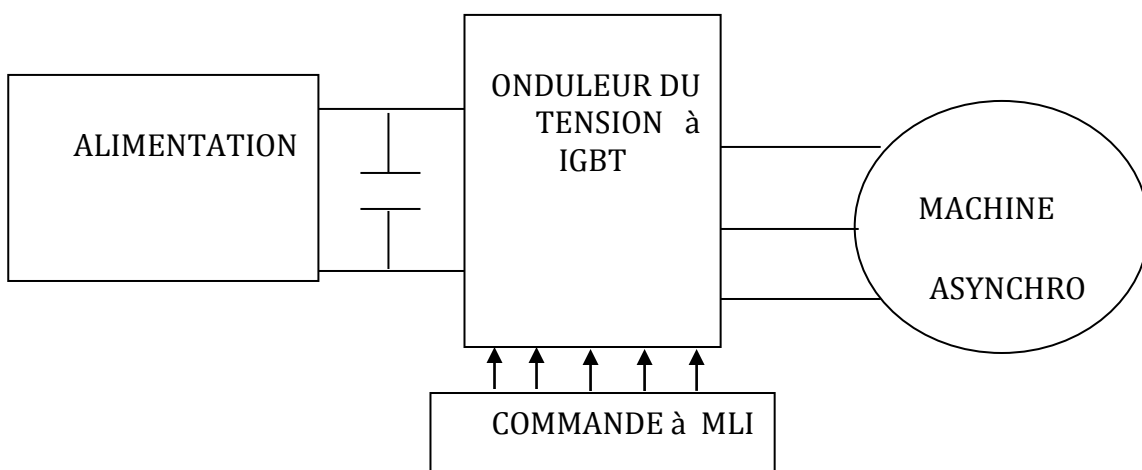 ALIMENTATION
ONDULEUR DU
TENSION à
IGBT
MACHINE
ASYNCHRO
COMMANDE à MLI